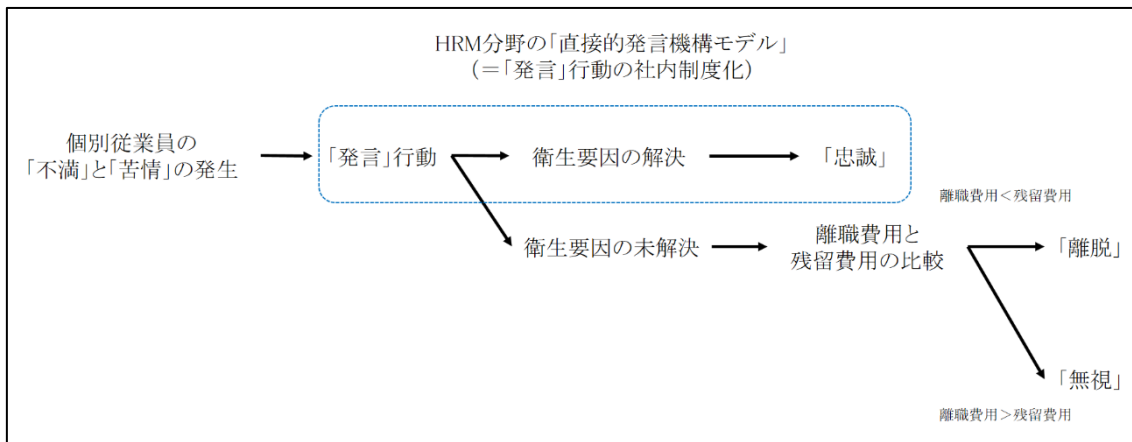 HRM分野の「直接的発言機構モデル」
(=「発言」行動の社内制度化)
個別従業員の
「不満」と「苦情」の発生
「発言」行動
衛生要因の解決
「忠誠」
離職費用<残留費用
衛生要因の未解決
離職費用と
残留費用の比較
「離脱」
「無視」
離職費用>残留費用